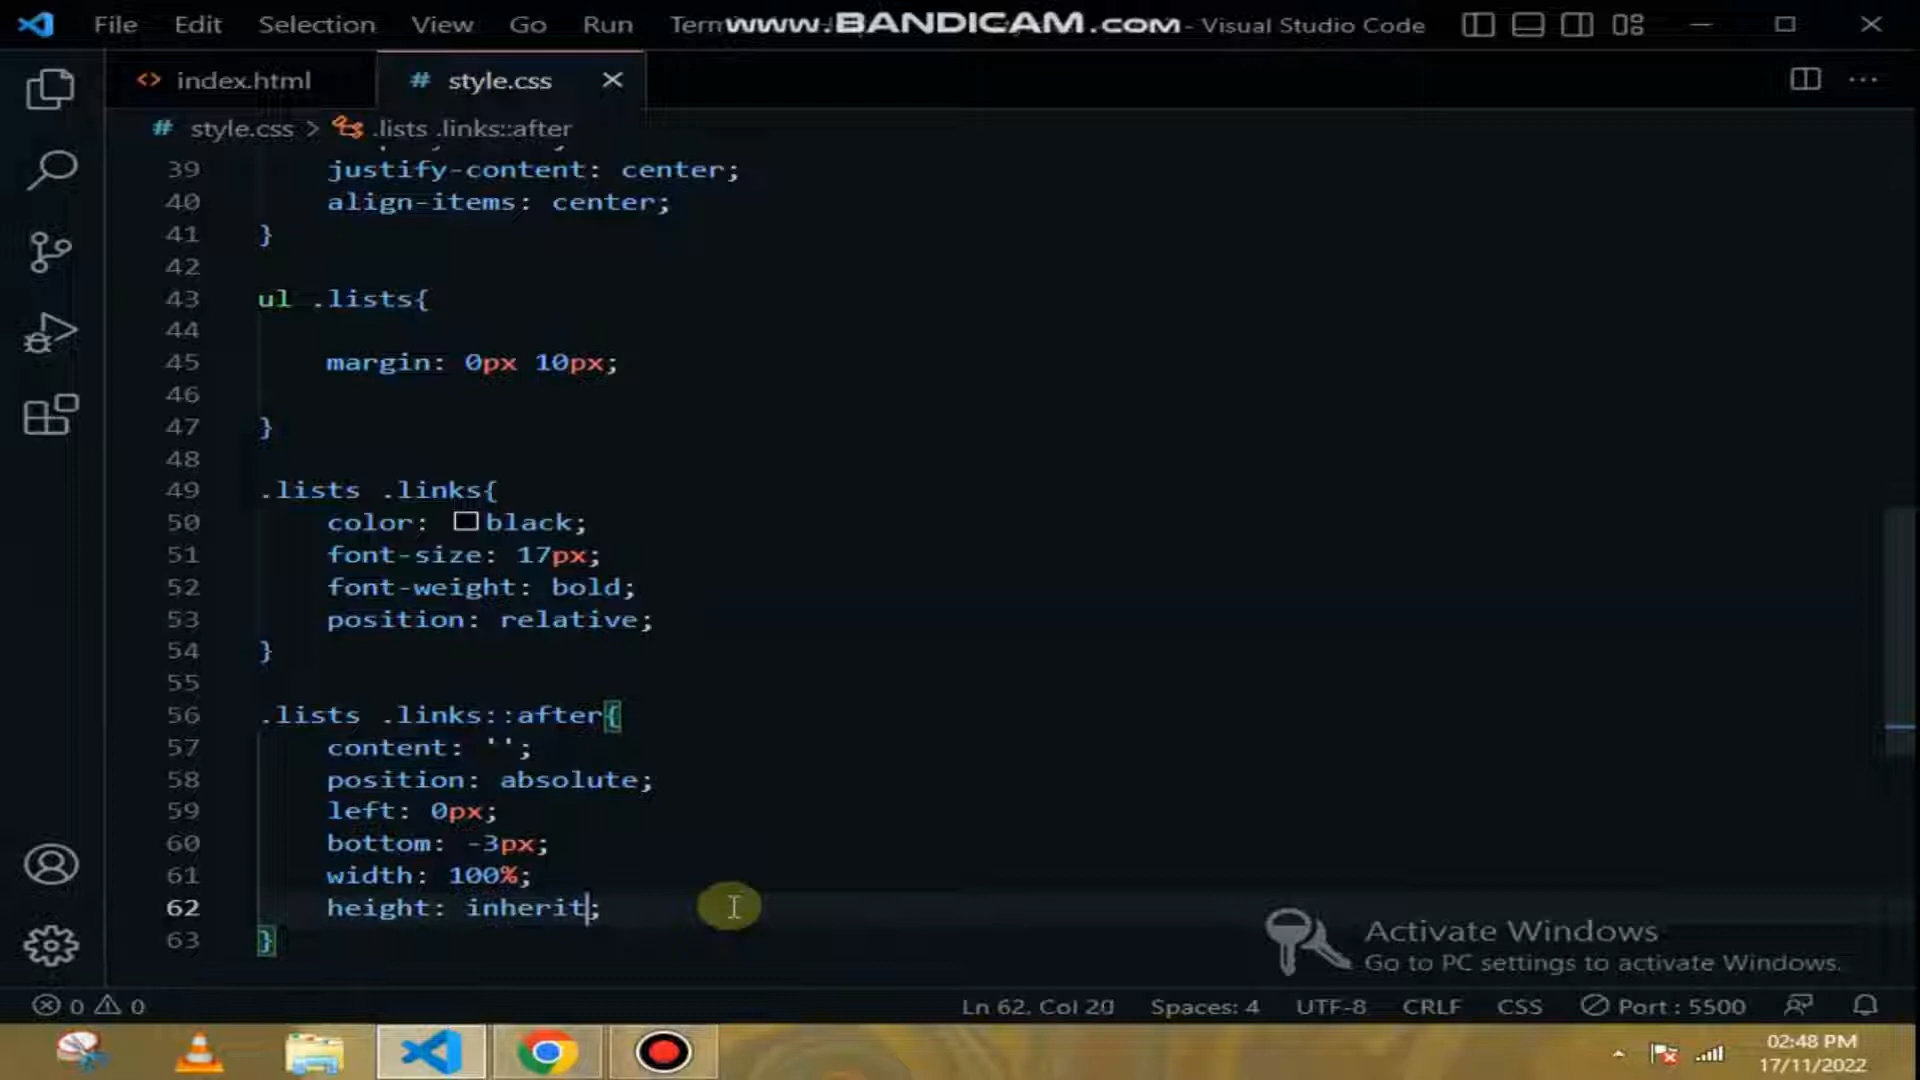 File Edit Selection View Go Run Term www.BANDICAM.com - Visual Studio Code
<> index.html # style.css
# style.css > .lists .links::after
39 justify-content: center;
40 align-items: center;
41 }
42
43 ul .lists{
44
45 margin: 0px 10px;
46
47 }
48
49 .lists .links{
50 color: black;
51 font-size: 17px;
52 font-weight: bold;
53 position: relative;
54 }
55
56 .lists .links::after{
57 content: '';
58 position: absolute;
59 left: 0px;
60 bottom: -3px;
61 width: 100%;
62 height: inherit;
63 }
Activate Windows
Go to PC settings to activate Windows.
0 0 Ln 62, Col 20 Spaces: 4 UTF-8 CRLF CSS Port : 5500
02:48 PM
17/11/2022